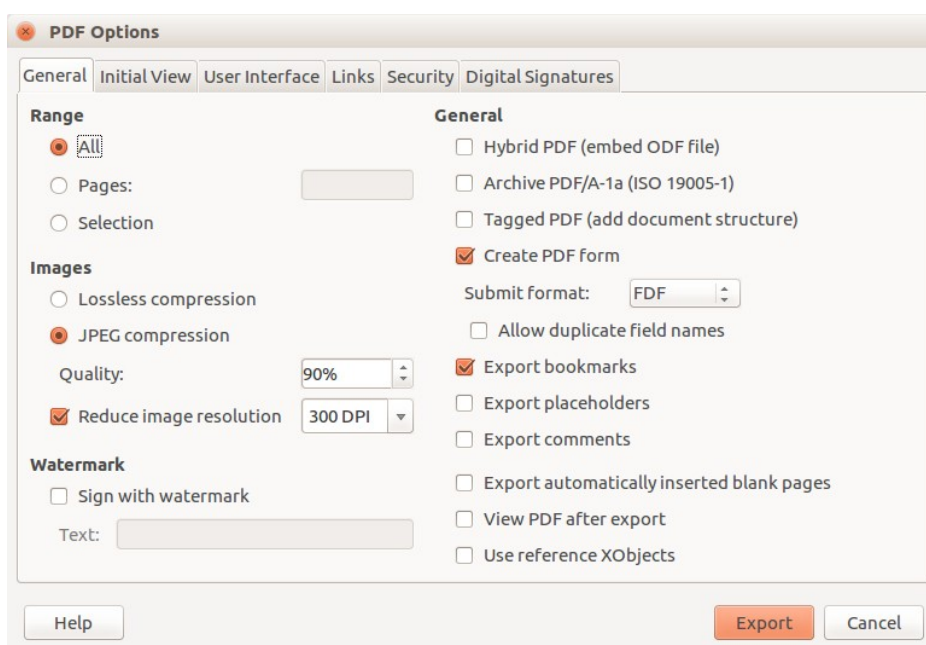 PDF Options
General Initial View User Interface Links Security Digital Signatures
Range
All
Pages:
Selection
Images
Lossless compression
JPEG compression
Quality: 90%
Reduce image resolution 300 DPI
Watermark
Sign with watermark
Text:
General
Hybrid PDF (embed ODF file)
Archive PDF/A-1a (ISO 19005-1)
Tagged PDF (add document structure)
Create PDF form
Submit format: FDF
Allow duplicate field names
Export bookmarks
Export placeholders
Export comments
Export automatically inserted blank pages
View PDF after export
Use reference XObjects
Help Export Cancel